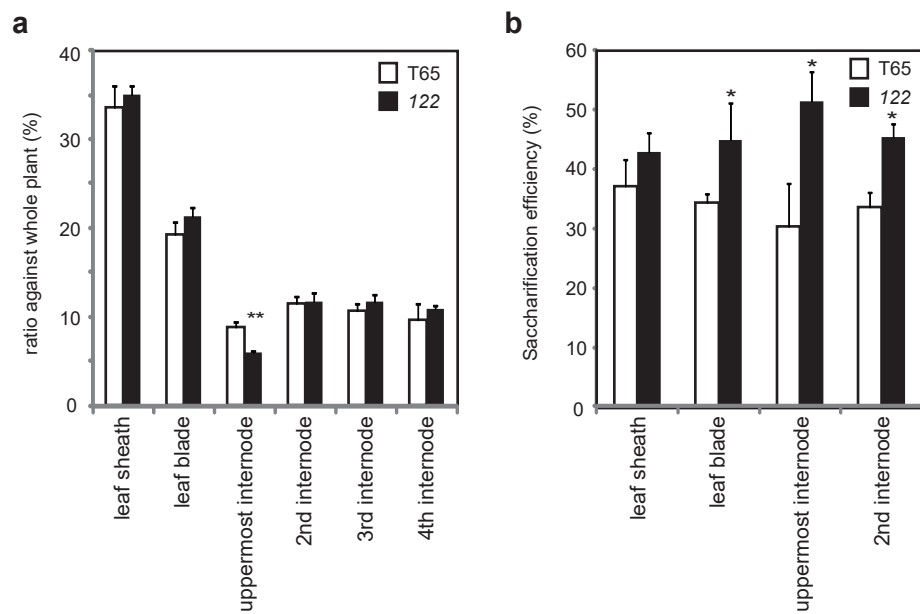 a
40
30
20
10
0
ratio against whole plant (%)
T65
122
**
leaf sheath
leaf blade
uppermost internode
2nd internode
3rd internode
4th internode
b
60
50
40
30
20
10
0
Saccharification efficiency (%)
T65
122
*
*
*
leaf sheath
leaf blade
uppermost internode
2nd internode